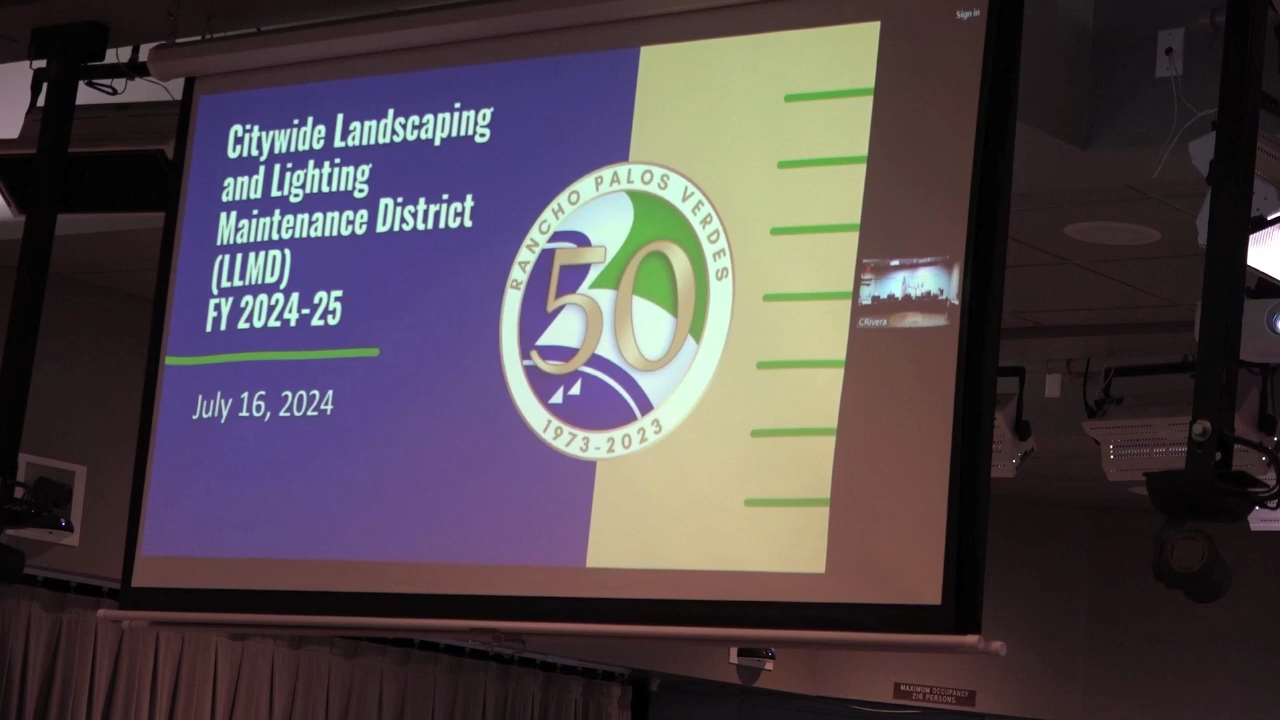 Sign in
Citywide Landscaping
and Lighting
Maintenance District
(LLMD)
FY 2024-25
July 16, 2024
RANCHO PALOS VERDES
50
1973-2023
CRivera
MAXIMUM OCCUPANCY
216 PERSONS